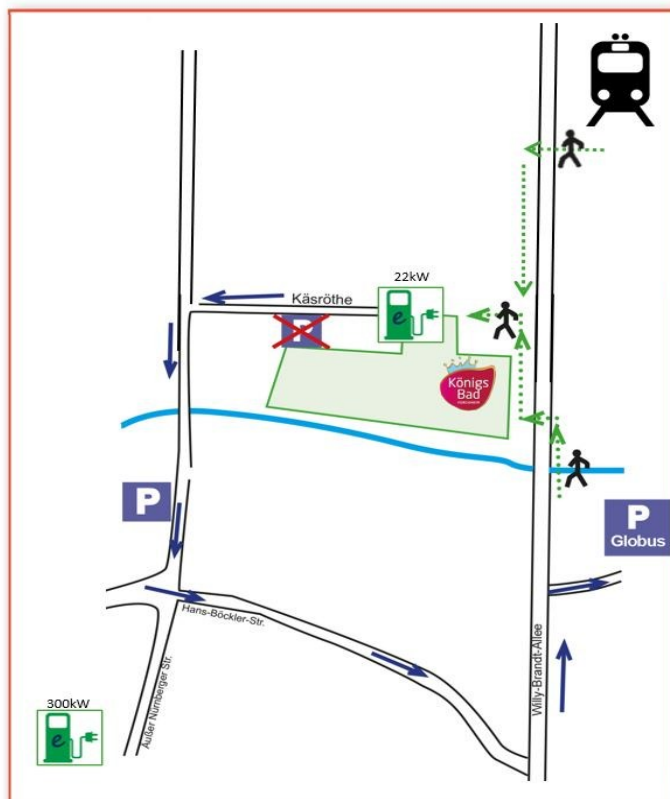 22kW
Käsröthe
e
P
Königs
Bad
P
P
Globus
Hans-Böckler-Str.
Willy-Brandt-Allee
Äußer Nürnberger Str.
300kW
e